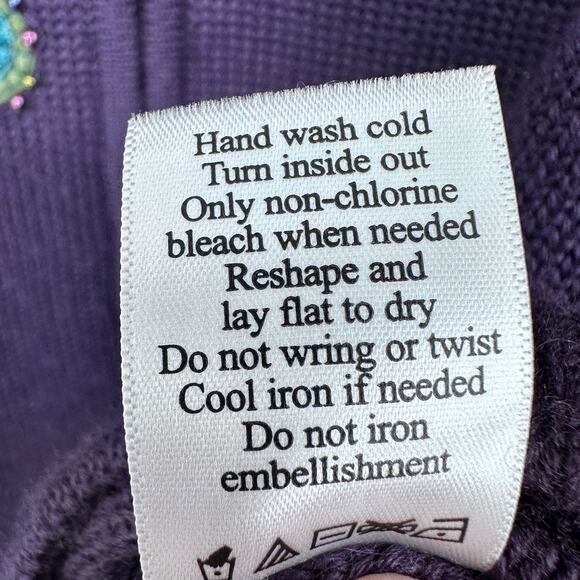 Hand wash cold
Turn inside out
Only non-chlorine
bleach when needed
Reshape and
lay flat to dry
Do not wring or twist
Cool iron if needed
Do not iron
embellishment